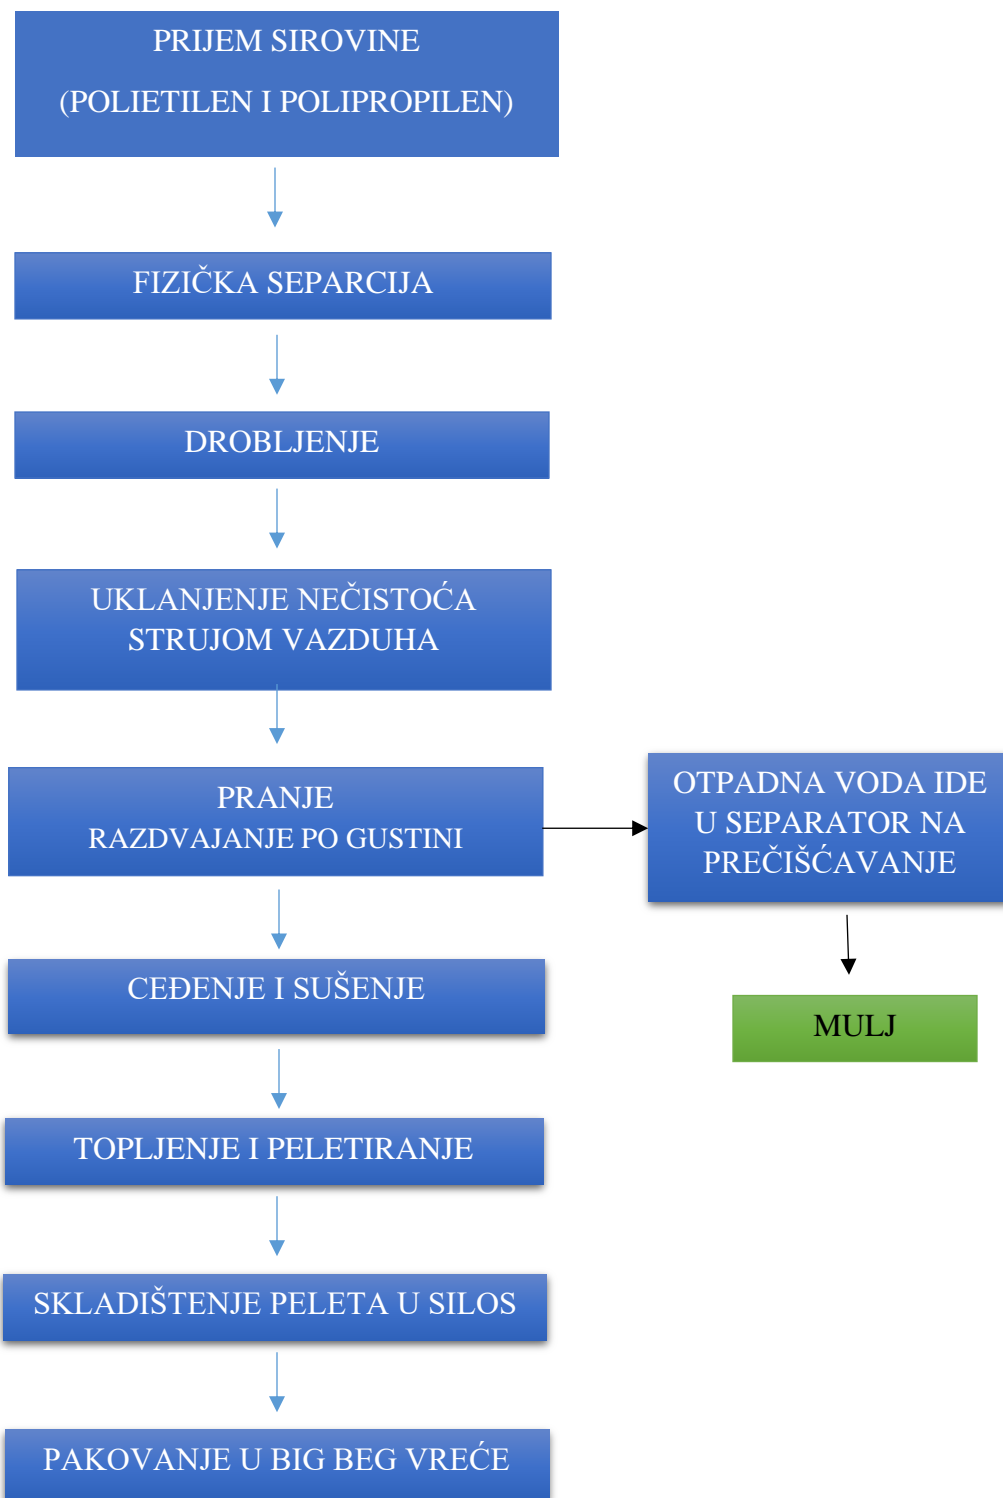 PRIJEM SIROVINE
(POLIETILEN I POLIPROPILEN)
FIZIČKA SEPARCIJA
DROBLJENJE
UKLANJENJE NEČISTOĆA
STRUJOM VAZDUHA
PRANJE
RAZDVAJANJE PO GUSTINI
OTPADNA VODA IDE
U SEPARATOR NA
PREČIŠĆAVANJE
CEĐENJE I SUŠENJE
MULJ
TOPLJENJE I PELETIRANJE
SKLADIŠTENJE PELETA U SILOS
PAKOVANJE U BIG BEG VREĆE